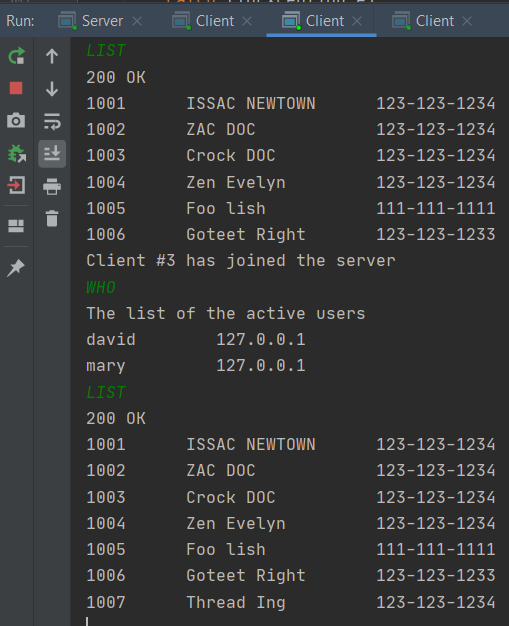 Run: Server Client Client Client
LIST
200 OK
1001 ISSAC NEWTOWN 123-123-1234
1002 ZAC DOC 123-123-1234
1003 Crock DOC 123-123-1234
1004 Zen Evelyn 123-123-1234
1005 Foo lish 111-111-1111
1006 Goteet Right 123-123-1233
Client #3 has joined the server
WHO
The list of the active users
david 127.0.0.1
mary 127.0.0.1
LIST
200 OK
1001 ISSAC NEWTOWN 123-123-1234
1002 ZAC DOC 123-123-1234
1003 Crock DOC 123-123-1234
1004 Zen Evelyn 123-123-1234
1005 Foo lish 111-111-1111
1006 Goteet Right 123-123-1233
1007 Thread Ing 123-123-1234